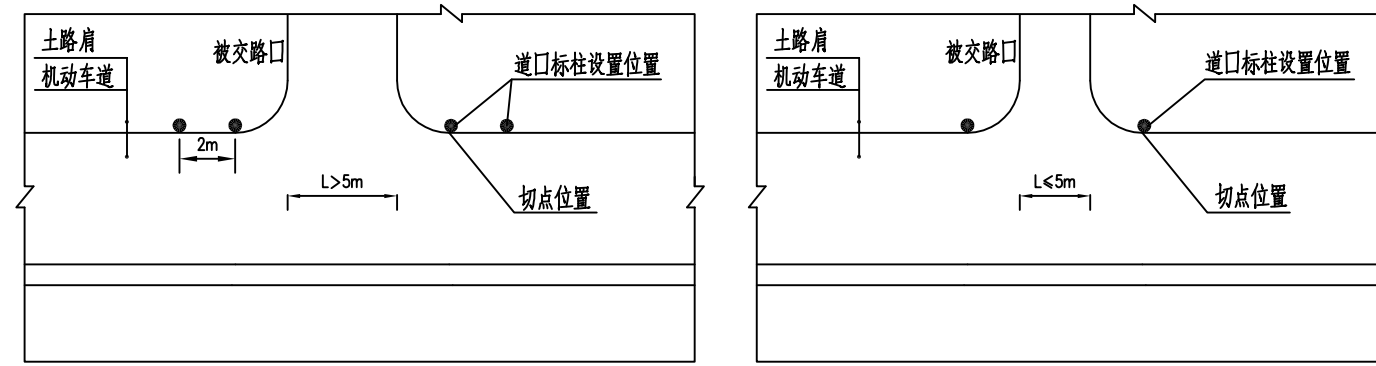 土路肩
机动车道
被交路口
道口标柱设置位置
2m
L>5m
切点位置
土路肩
机动车道
被交路口
道口标柱设置位置
L≤5m
切点位置